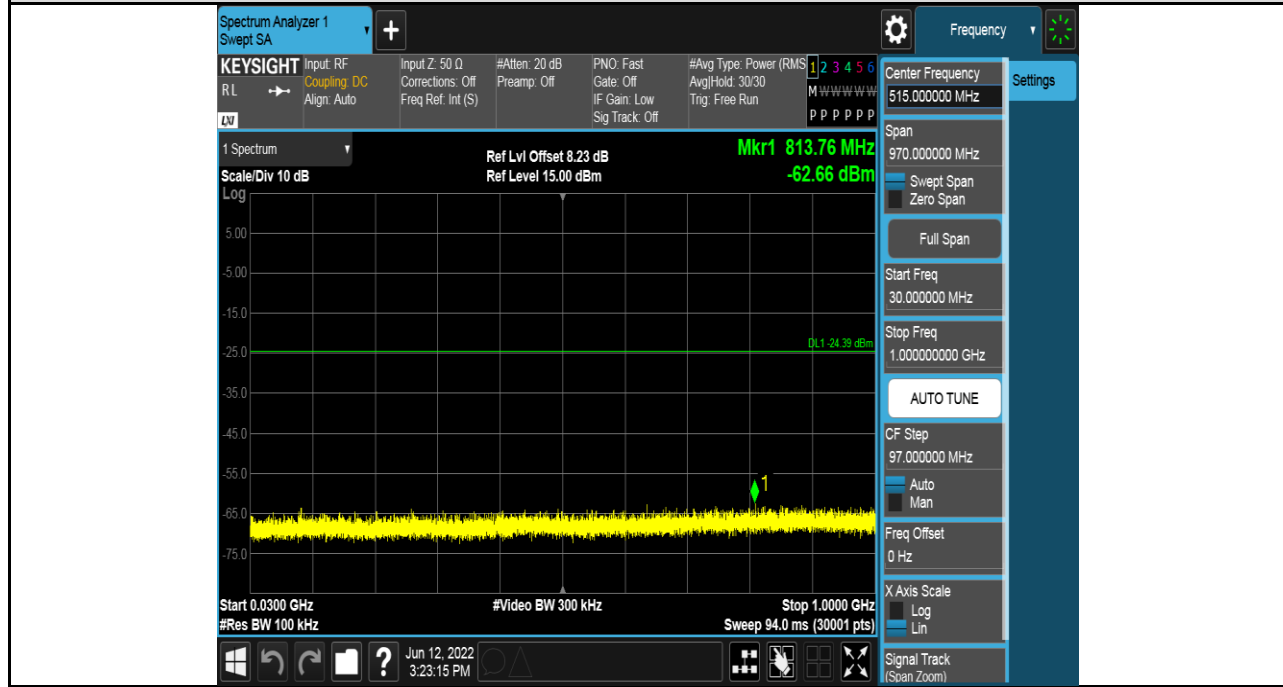 Spectrum Analyzer 1
Swept SA
+
Frequency
KEYSIGHT
RL
LXI
Input: RF
Coupling: DC
Align: Auto
Input Z: 50 Ω
Corrections: Off
Freq Ref: Int (S)
#Atten: 20 dB
Preamp: Off
PNO: Fast
Gate: Off
IF Gain: Low
Sig Track: Off
#Avg Type: Power (RMS
Avg|Hold: 30/30
Trig: Free Run
1 2 3 4 5 6
M W W W W W
P P P P P P
Center Frequency
515.000000 MHz
Settings
1 Spectrum
Scale/Div 10 dB
Log
Ref Lvl Offset 8.23 dB
Ref Level 15.00 dBm
Mkr1 813.76 MHz
-62.66 dBm
Span
970.000000 MHz
Swept Span
Zero Span
Full Span
Start Freq
30.000000 MHz
Stop Freq
1.000000000 GHz
AUTO TUNE
CF Step
97.000000 MHz
Auto
Man
Freq Offset
0 Hz
X Axis Scale
Log
Lin
Signal Track
(Span Zoom)
5.00
-5.00
-15.0
-25.0
DL1 -24.39 dBm
-35.0
-45.0
-55.0
1
-65.0
-75.0
Start 0.0300 GHz
#Res BW 100 kHz
#Video BW 300 kHz
Stop 1.0000 GHz
Sweep 94.0 ms (30001 pts)
?
Jun 12, 2022
3:23:15 PM